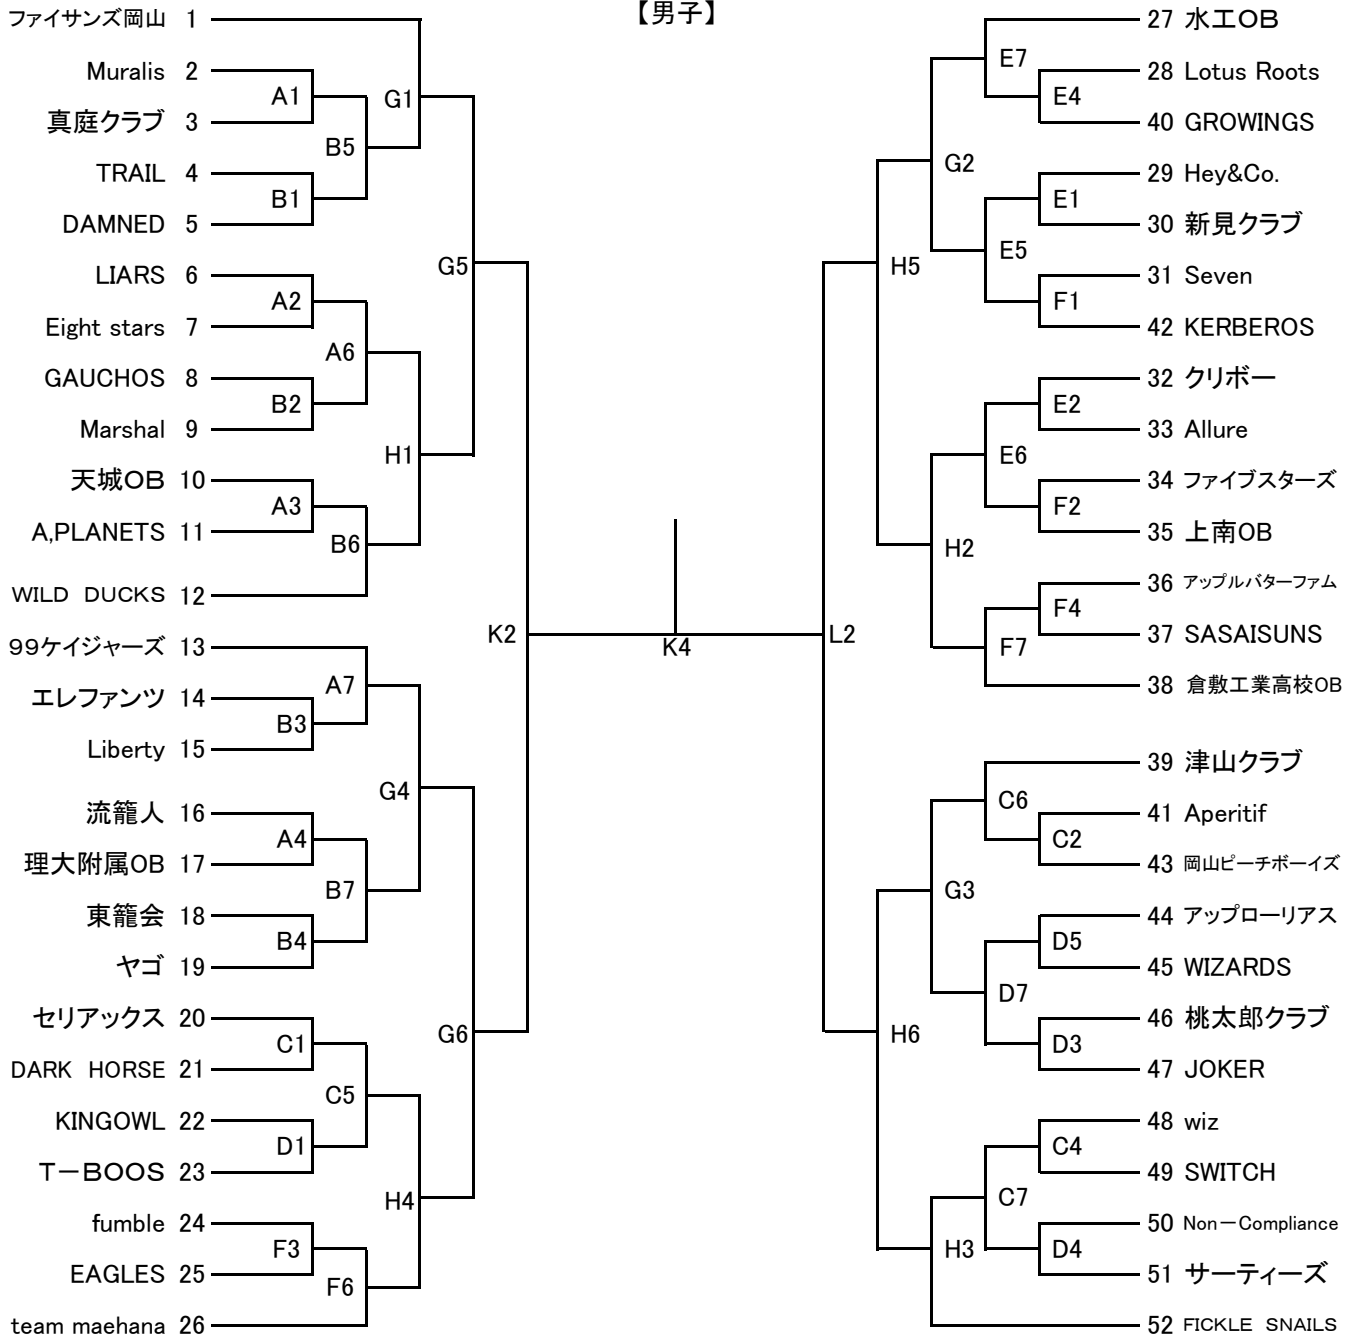 【男子】
ファイサンズ岡山 1
Muralis 2
真庭クラブ 3
TRAIL 4
DAMNED 5
LIARS 6
Eight stars 7
GAUCHOS 8
Marshal 9
天城OB 10
A,PLANETS 11
WILD DUCKS 12
99ケイジャーズ 13
エレファンツ 14
Liberty 15
流籠人 16
理大附属OB 17
東籠会 18
ヤゴ 19
セリアックス 20
DARK HORSE 21
KINGOWL 22
T－BOOS 23
fumble 24
EAGLES 25
team maehana 26
A1
B1
A2
B2
A3
B3
A4
B4
C1
D1
F3
B5
A6
B6
A7
B7
C5
F6
G1
H1
G4
H4
G5
G6
K2
K4
L2
H5
H6
G2
H2
G3
H3
E7
E5
E6
F7
C6
D7
C7
E4
E1
F1
E2
F2
F4
C2
D5
D3
C4
D4
27 水工OB
28 Lotus Roots
40 GROWINGS
29 Hey&Co.
30 新見クラブ
31 Seven
42 KERBEROS
32 クリボー
33 Allure
34 ファイブスターズ
35 上南OB
36 アップルバターファム
37 SASAISUNS
38 倉敷工業高校OB
39 津山クラブ
41 Aperitif
43 岡山ピーチボーイズ
44 アップローリアス
45 WIZARDS
46 桃太郎クラブ
47 JOKER
48 wiz
49 SWITCH
50 Non－Compliance
51 サーティーズ
52 FICKLE SNAILS